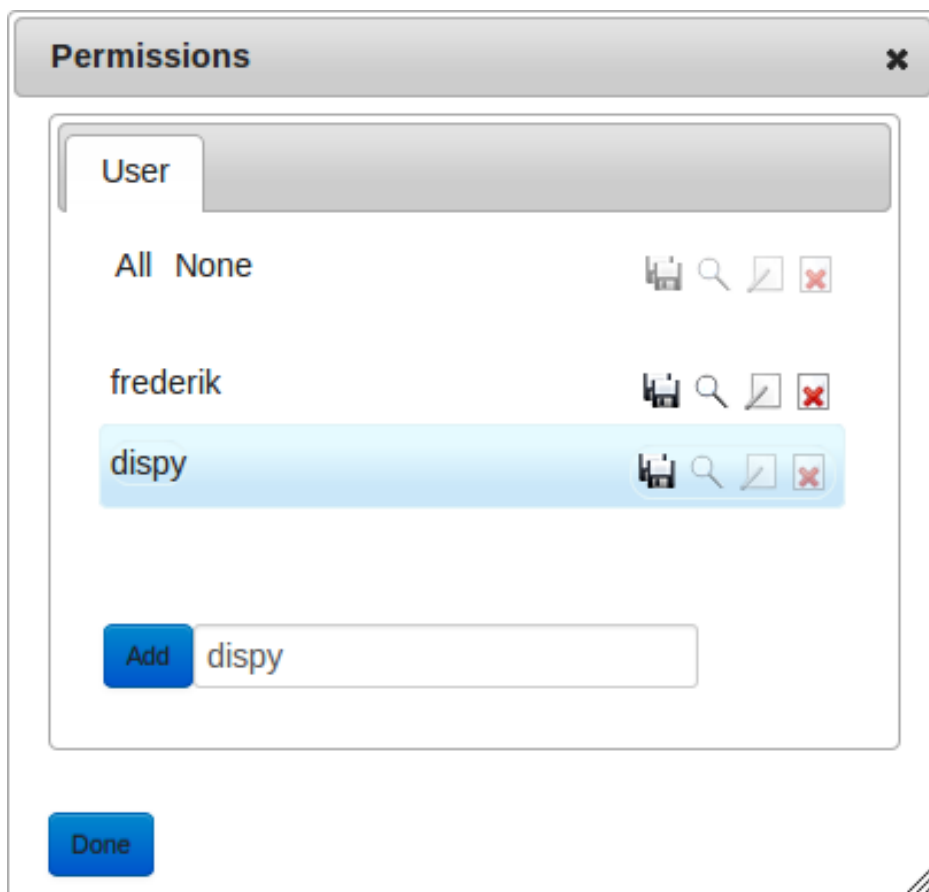 Permissions
User
All None
frederik
dispy
Add dispy
Done